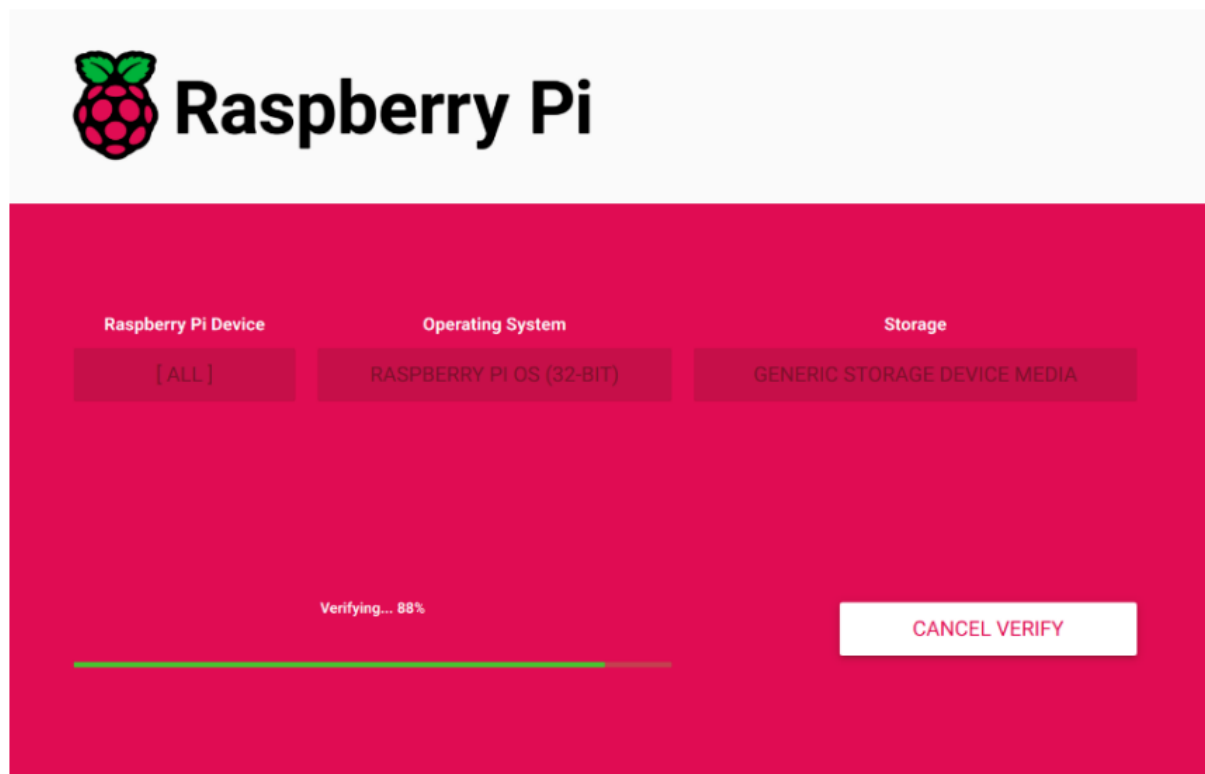 Raspberry Pi
Raspberry Pi Device
Operating System
Storage
[ ALL ]
RASPBERRY PI OS (32-BIT)
GENERIC STORAGE DEVICE MEDIA
Verifying... 88%
CANCEL VERIFY